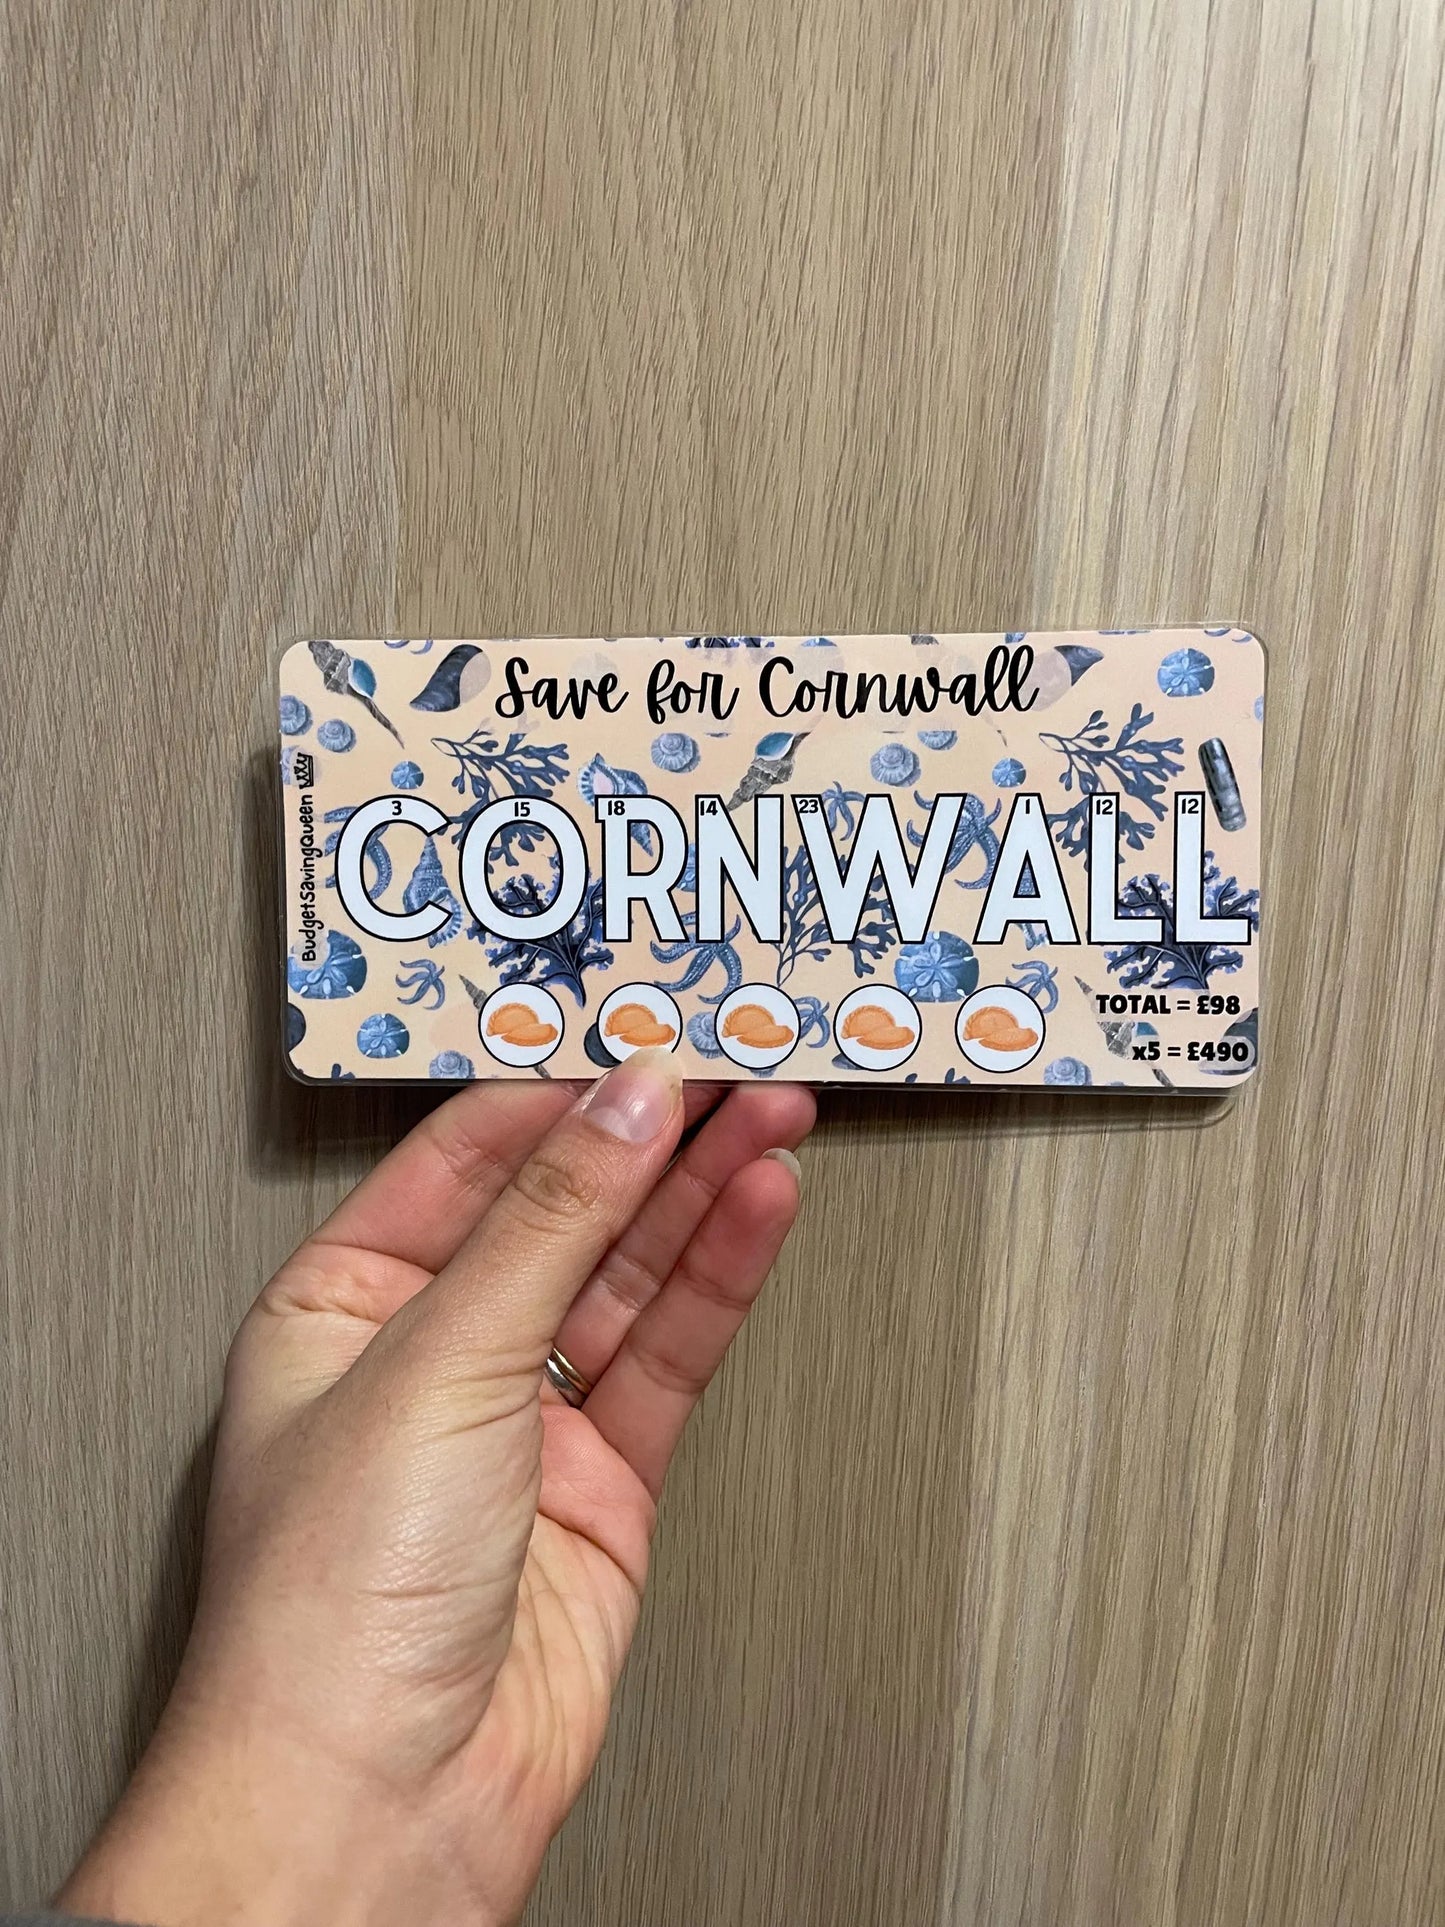 Save for Cornwall
BudgetSavingQueen
3 15 18 14 23 1 12 12
CORNWALL
TOTAL = £98
x5 = £490